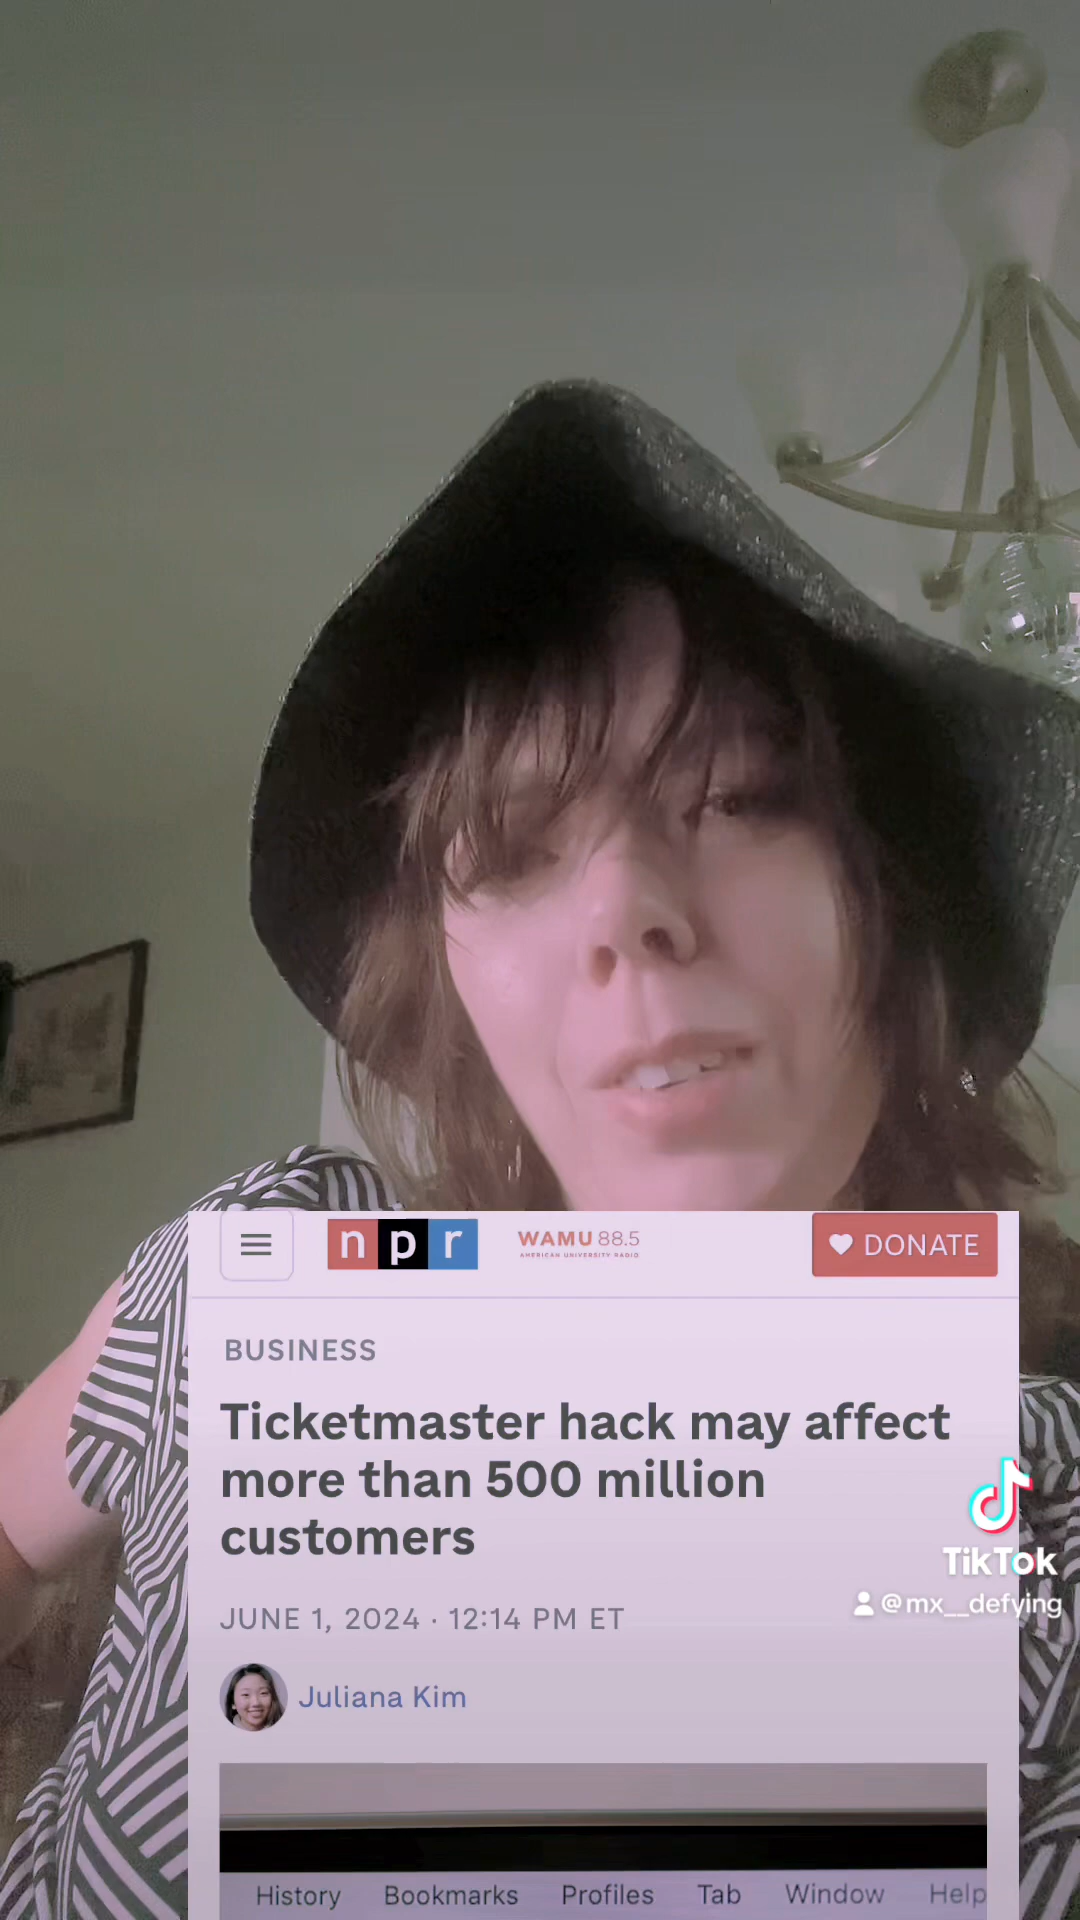 npr
WAMU 88.5
AMERICAN UNIVERSITY RADIO
DONATE
BUSINESS
Ticketmaster hack may affect
more than 500 million
customers
JUNE 1, 2024 · 12:14 PM ET
Juliana Kim
TikTok
@mx__defying
History Bookmarks Profiles Tab Window Help